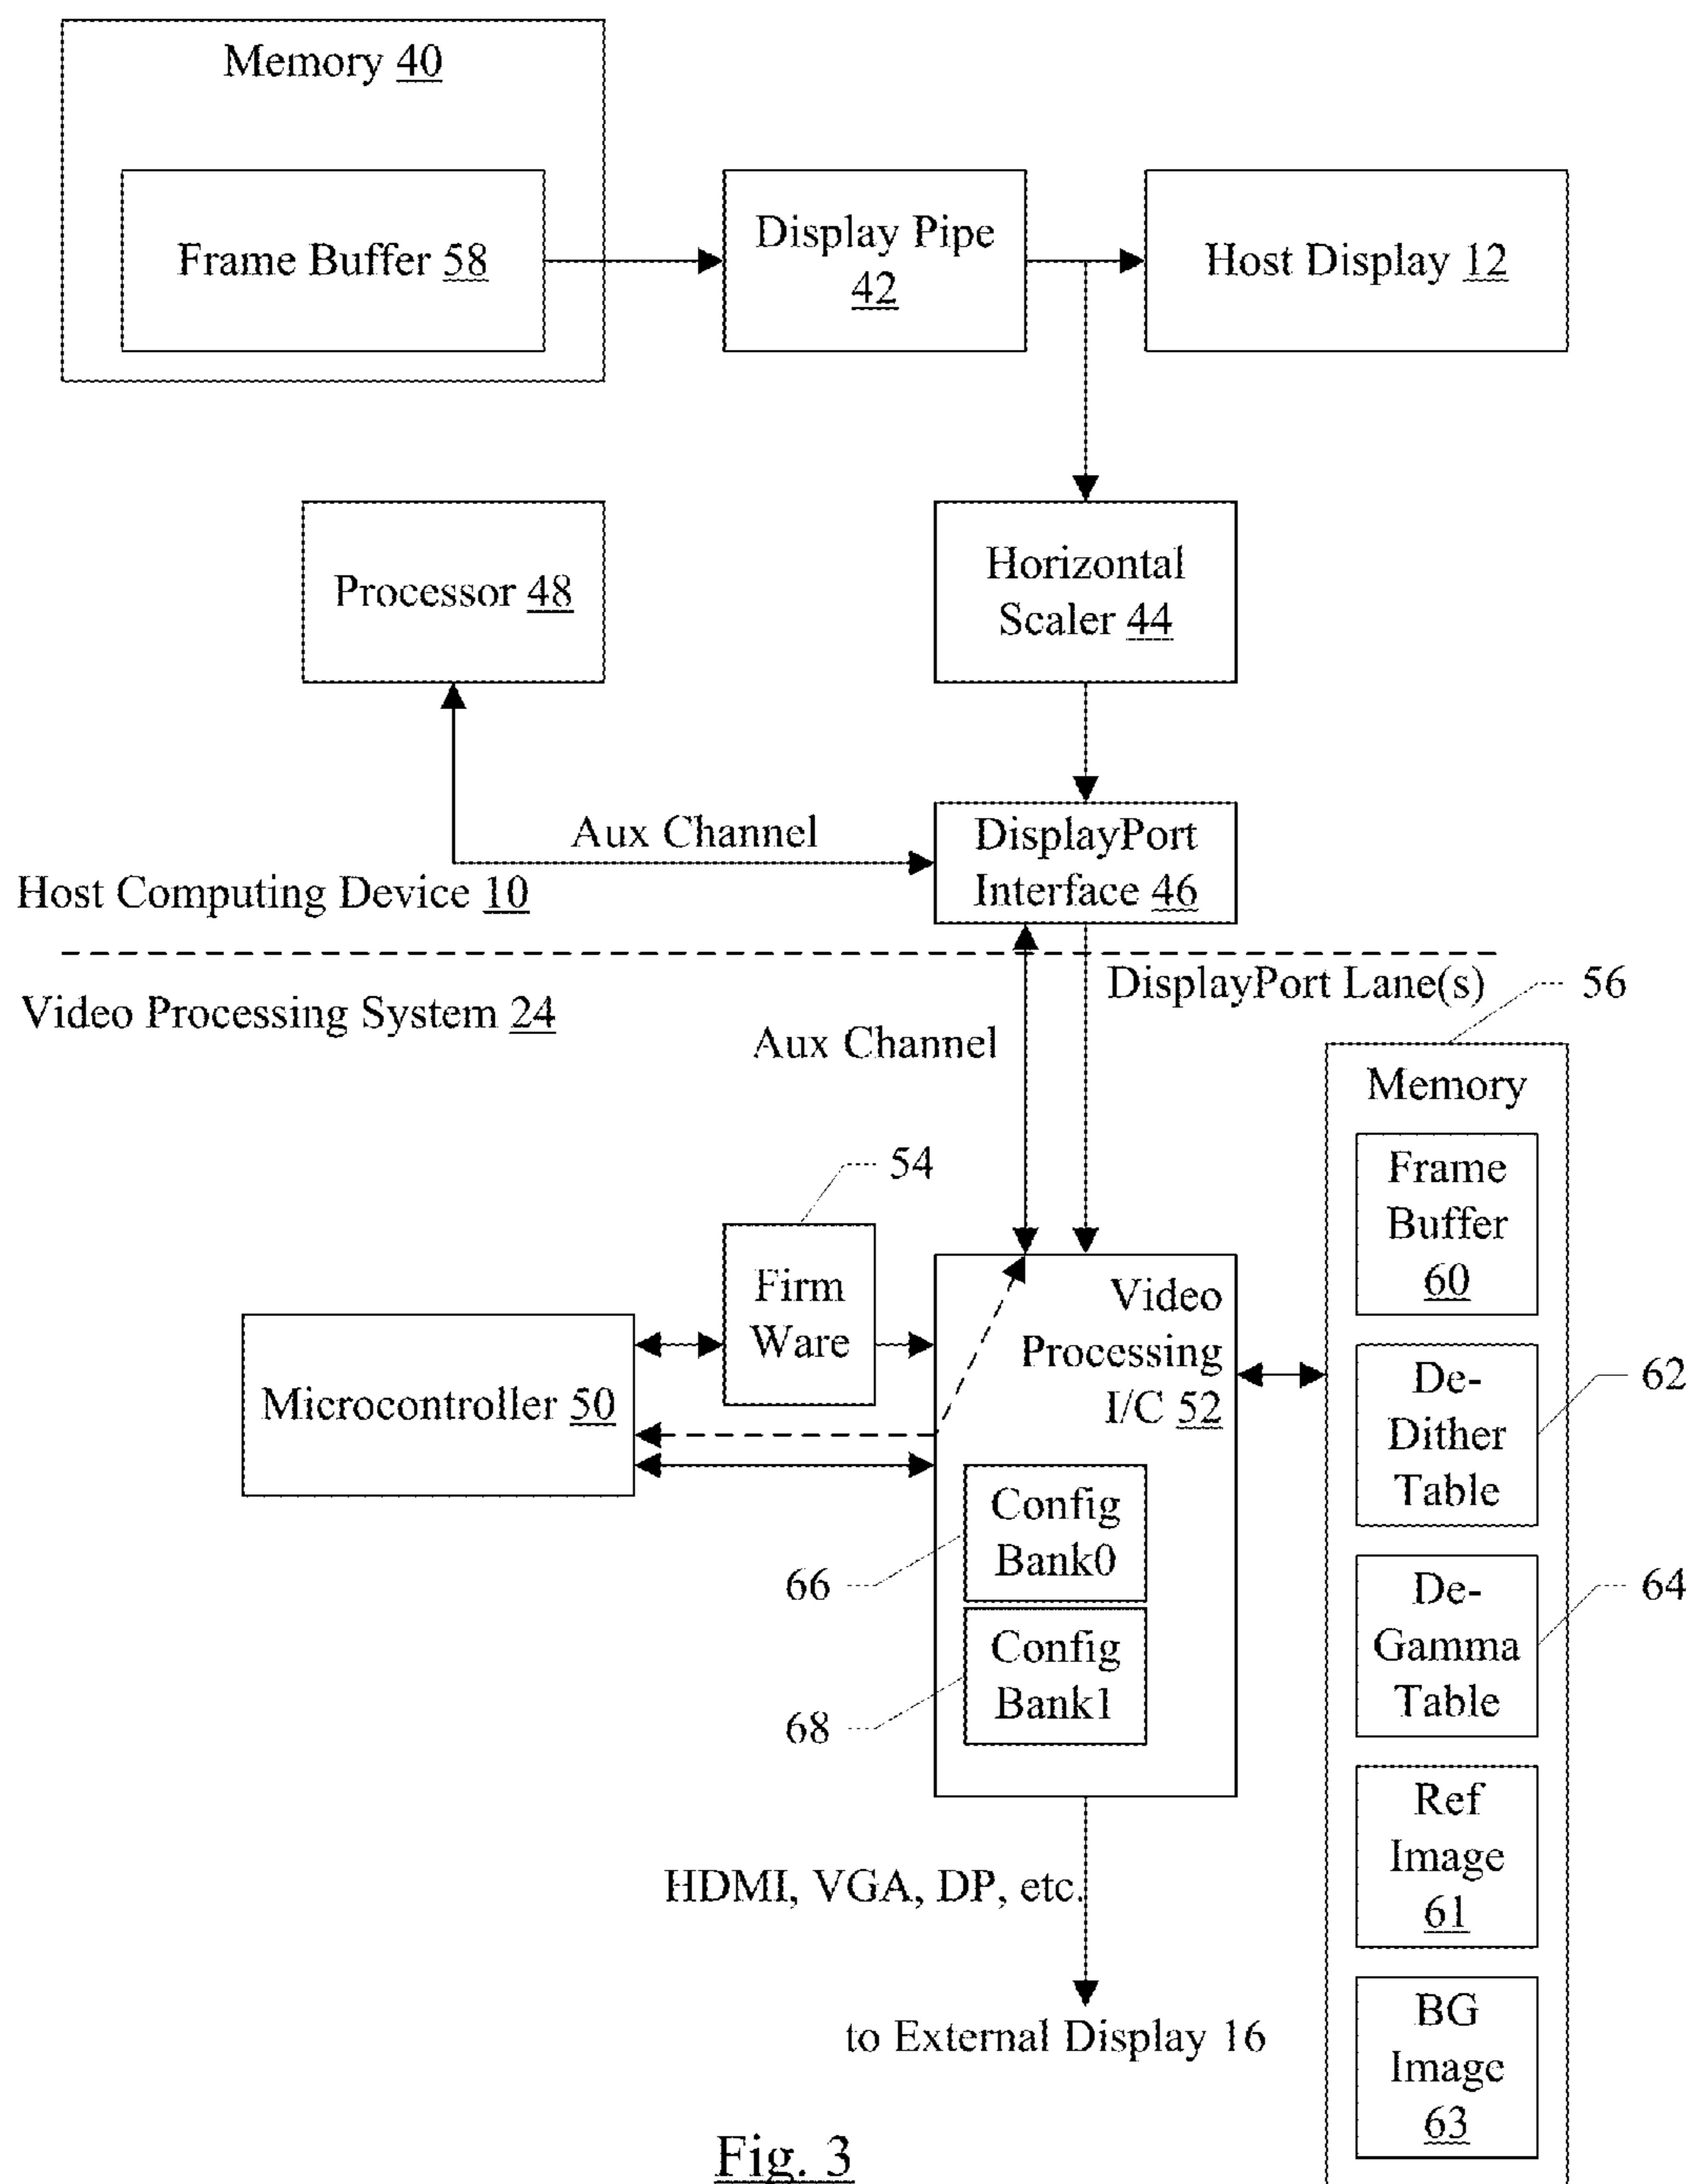 Memory 40
Frame Buffer 58
Display Pipe
42
Host Display 12
Processor 48
Horizontal
Scaler 44
Aux Channel
DisplayPort
Interface 46
Host Computing Device 10
Video Processing System 24
DisplayPort Lane(s)
56
Aux Channel
Memory
Frame
Buffer
60
54
Firm
Ware
Video
Processing
I/C 52
Microcontroller 50
De-
Dither
Table
62
Config
Bank0
66
De-
Gamma
Table
64
Config
Bank1
68
Ref
Image
61
HDMI, VGA, DP, etc.
to External Display 16
BG
Image
63
Fig. 3